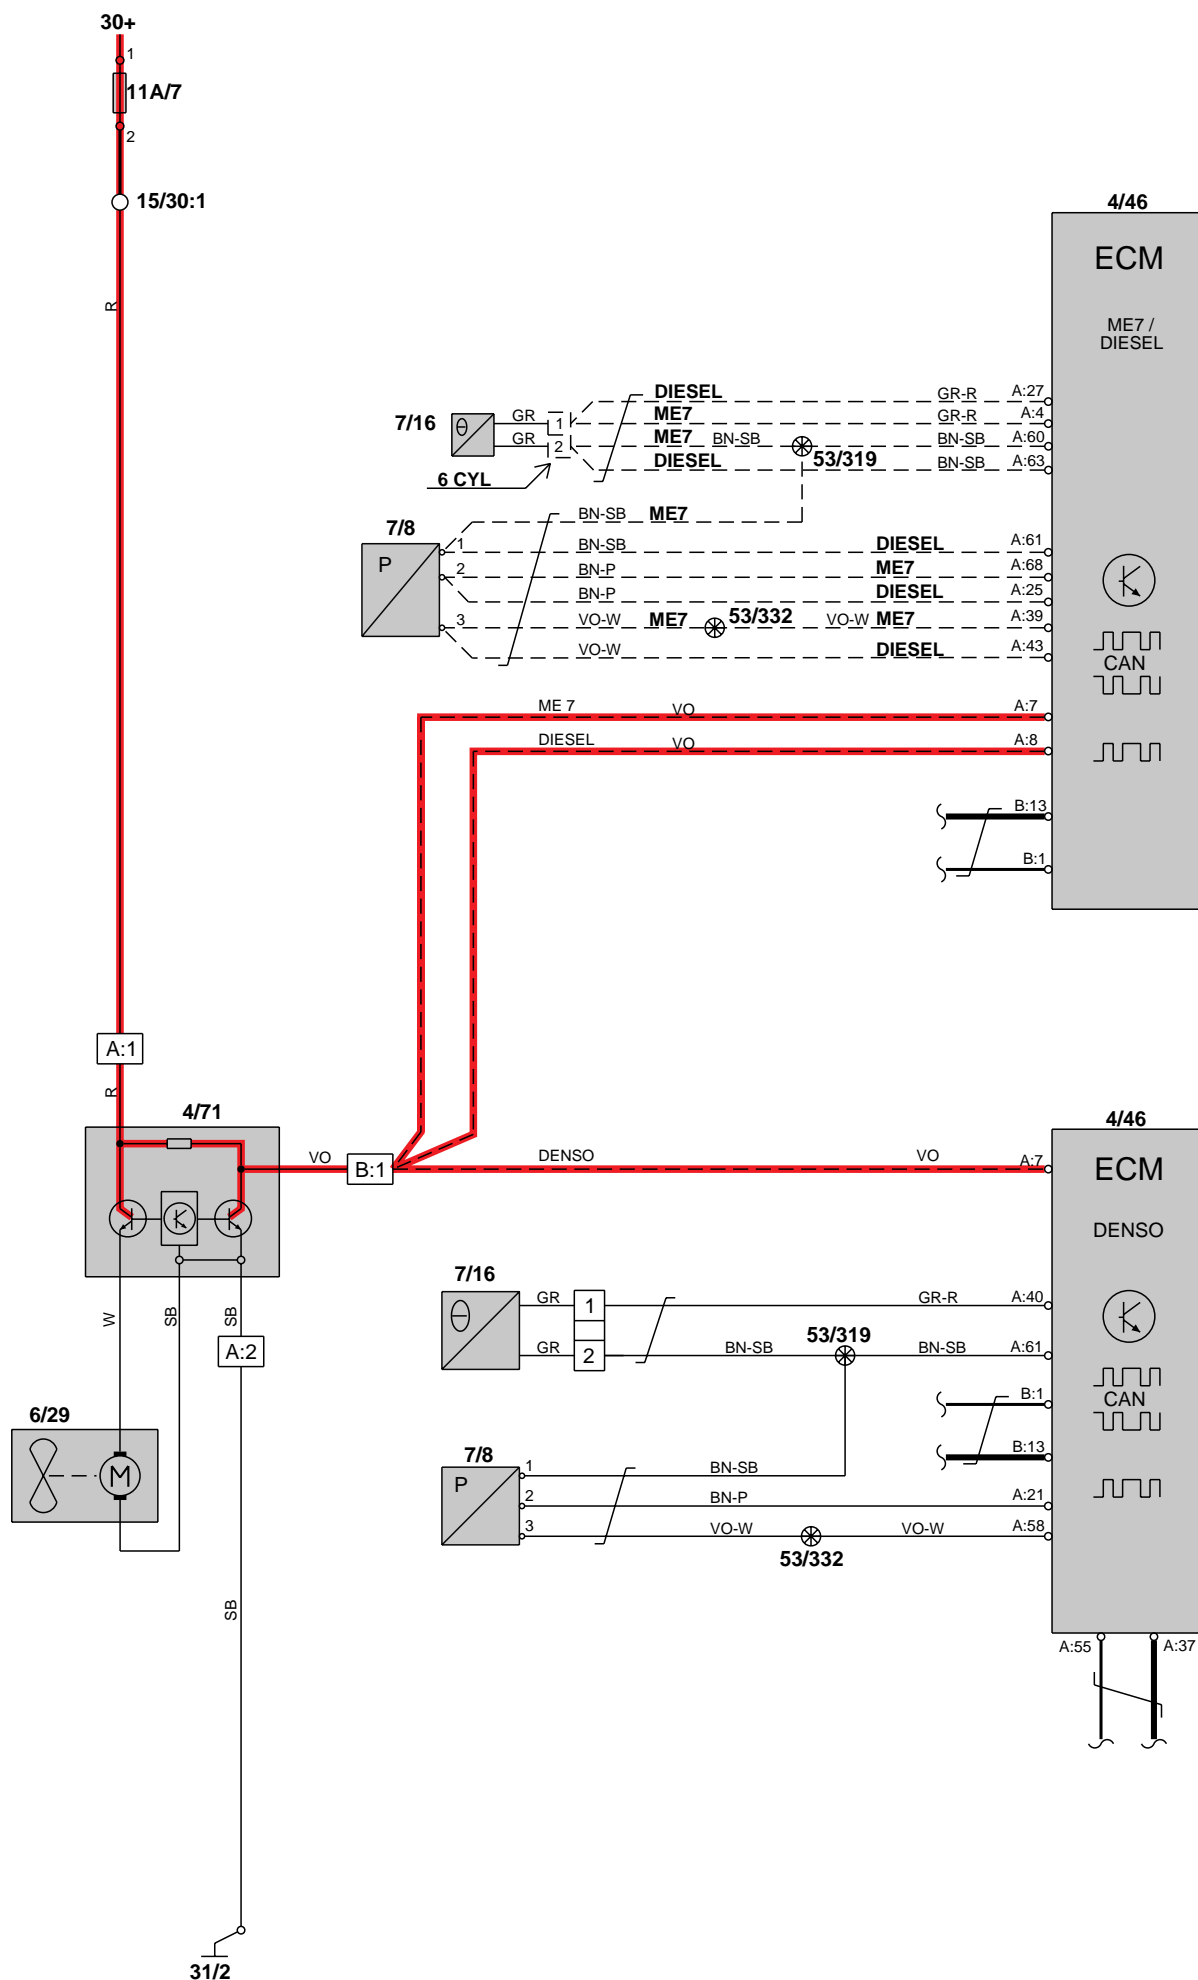 30+
1
11A/7
2
15/30:1
R
4/46
ECM
ME7 /
DIESEL
DIESEL GR-R A:27
7/16 GR 1 ME7 GR-R A:4
GR 2 ME7 BN-SB BN-SB A:60
53/319
DIESEL BN-SB A:63
6 CYL
BN-SB ME7
7/8
P
1 BN-SB DIESEL A:61
2 BN-P ME7 A:68
BN-P DIESEL A:25
3 VO-W ME7 53/332 VO-W ME7 A:39
VO-W DIESEL A:43
CAN
ME 7 VO A:7
DIESEL VO A:8
B:13
B:1
A:1
R
4/71
VO B:1 DENSO VO A:7
4/46
ECM
DENSO
7/16
θ
GR 1 GR-R A:40
53/319
GR 2 BN-SB BN-SB A:61
W SB SB
A:2
B:1
CAN
B:13
6/29
M
7/8
P
1 BN-SB
2 BN-P A:21
3 VO-W VO-W A:58
53/332
SB
A:55 A:37
31/2